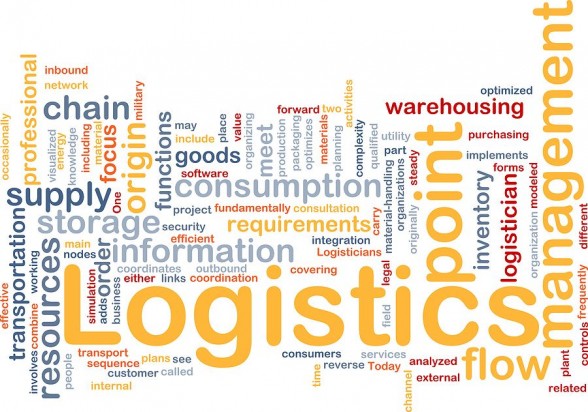 inbound
network
chain
professional
occasionally
visualized
energy
knowledge
including
material
focus
origin
military
functions
may
include
goods
software
place
value
organizing
meet
forward
two
production
packaging
optimizes
materials
planning
activities
complexity
qualified
utility
part
steady
warehousing
optimized
purchasing
implements
forms
management
point
supply
One
consumption
storage
project
fundamentally
consultation
security
requirements
carry
material-handling
organizations
originally
inventory
logistician
organization
modeled
different
transportation
resources
main
nodes
order
efficient
information
integration
Logisticians
legal
working
coordinates
outbound
covering
either
links
coordination
simulation
adds
business
effective
combine
involves
people
Logistics
field
frequently
controls
plant
related
transport
sequence
plans
see
customer
called
internal
consumers
services
time
reverse
Today
channel
analyzed
external
flow